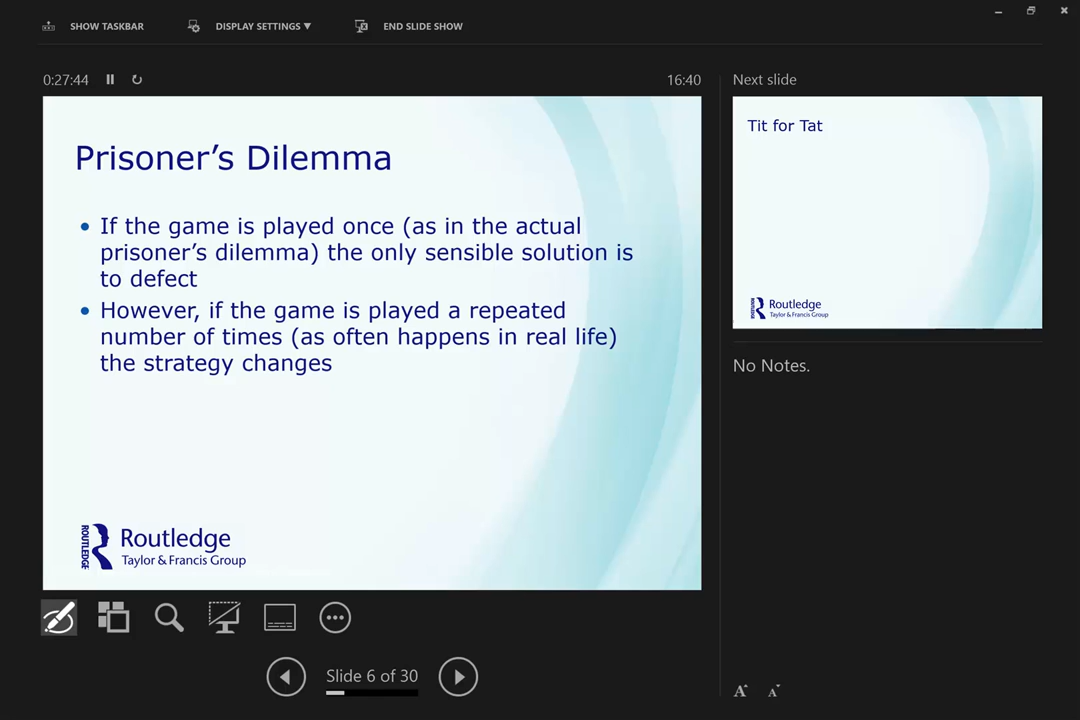 SHOW TASKBAR DISPLAY SETTINGS ▼ END SLIDE SHOW
0:27:44 16:40
Prisoner’s Dilemma
• If the game is played once (as in the actual
prisoner’s dilemma) the only sensible solution is
to defect
• However, if the game is played a repeated
number of times (as often happens in real life)
the strategy changes
ROUTLEDGE
Routledge
Taylor & Francis Group
Slide 6 of 30
Next slide
Tit for Tat
ROUTLEDGE
Routledge
Taylor & Francis Group
No Notes.
A A